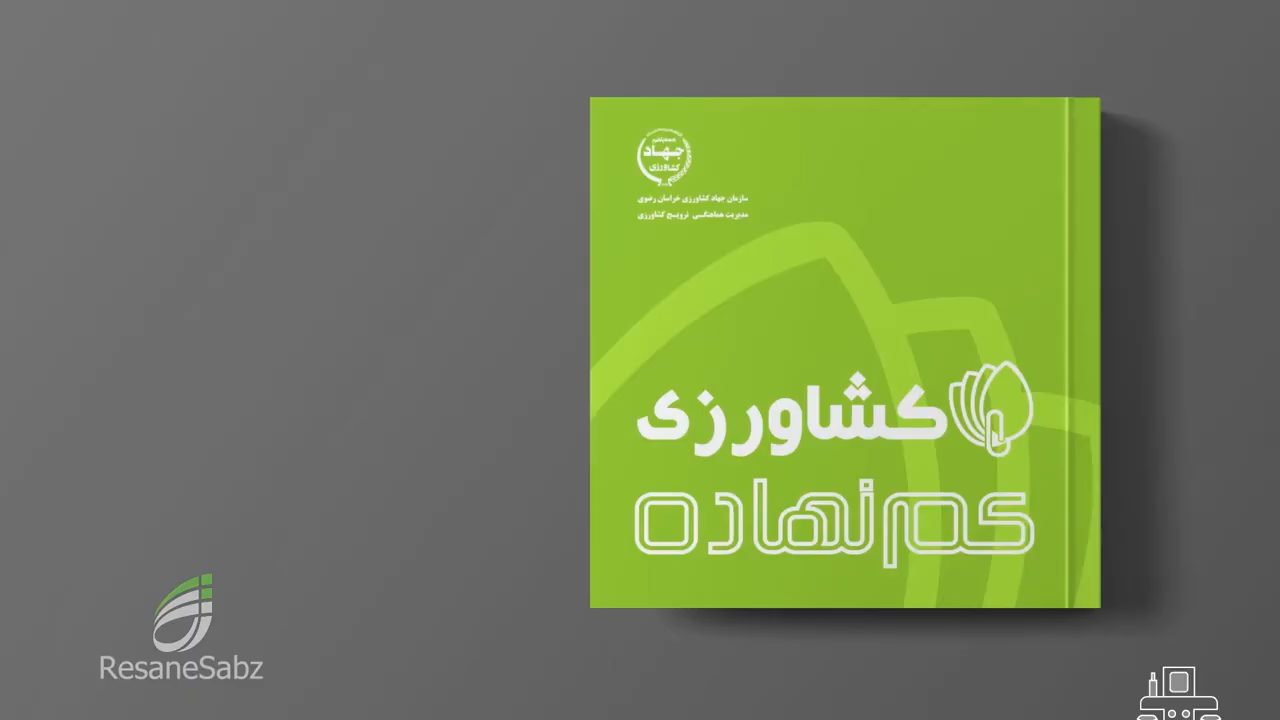 جهاد
کشاورزی
سازمان جهاد کشاورزی خراسان رضوی
مدیریت هماهنگی ترویج کشاورزی
کشاورزی
کم نهاده
ResaneSabz